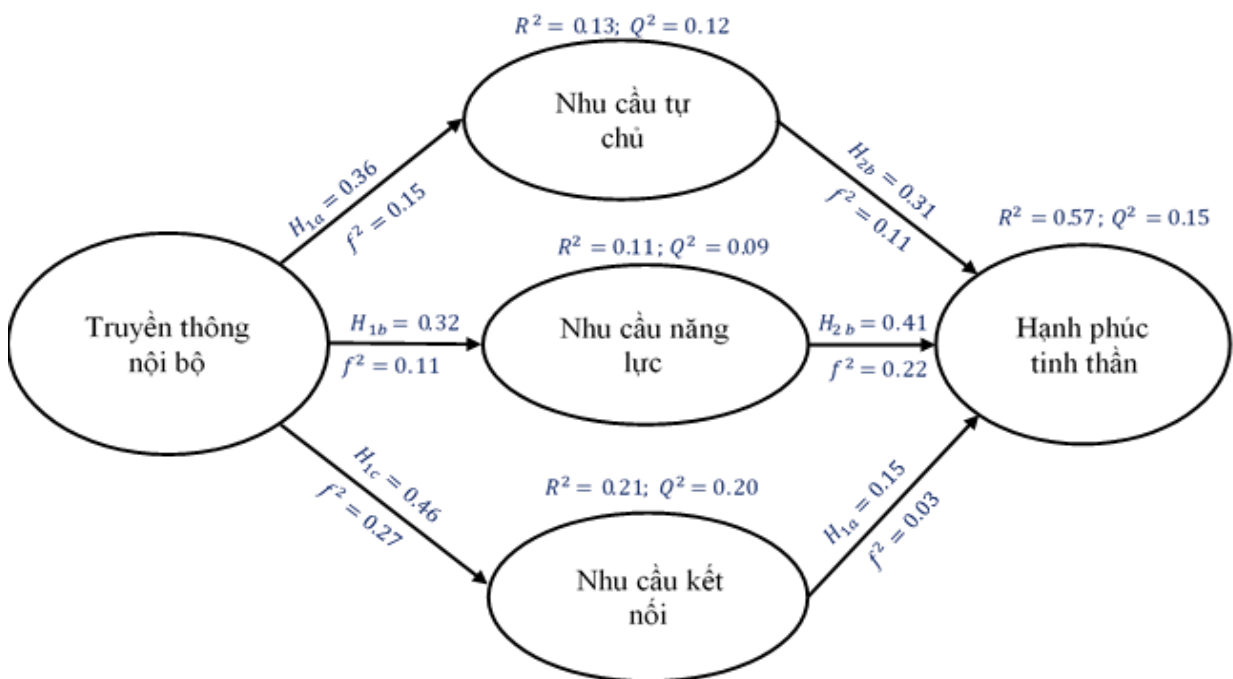 R² = 0.13; Q² = 0.12
Nhu cầu tự
chủ
H₁ₐ = 0.36
f² = 0.15
H₂b = 0.31
f² = 0.11
R² = 0.57; Q² = 0.15
R² = 0.11; Q² = 0.09
Truyền thông
nội bộ
H₁b = 0.32
f² = 0.11
Nhu cầu năng
lực
H₂ b = 0.41
f² = 0.22
Hạnh phúc
tinh thần
H₁c = 0.46
f² = 0.27
R² = 0.21; Q² = 0.20
Nhu cầu kết
nối
H₁ₐ = 0.15
f² = 0.03